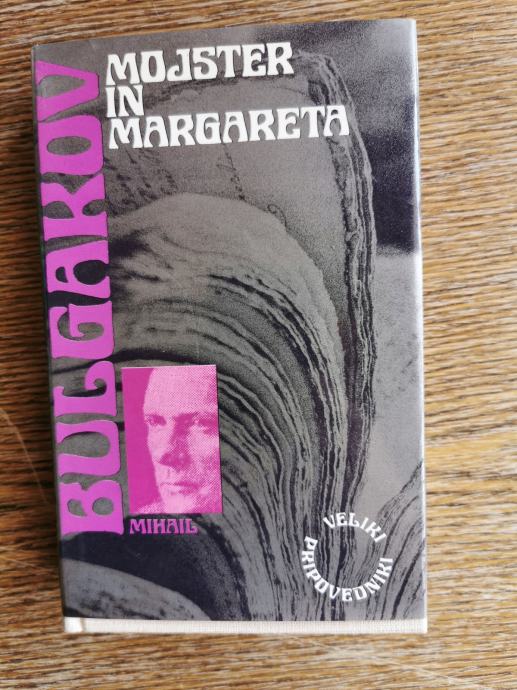 MOJSTER
IN
MARGARETA
BULGAKOV
MIHAIL
VELIKI
PRIPOVEDNIKI